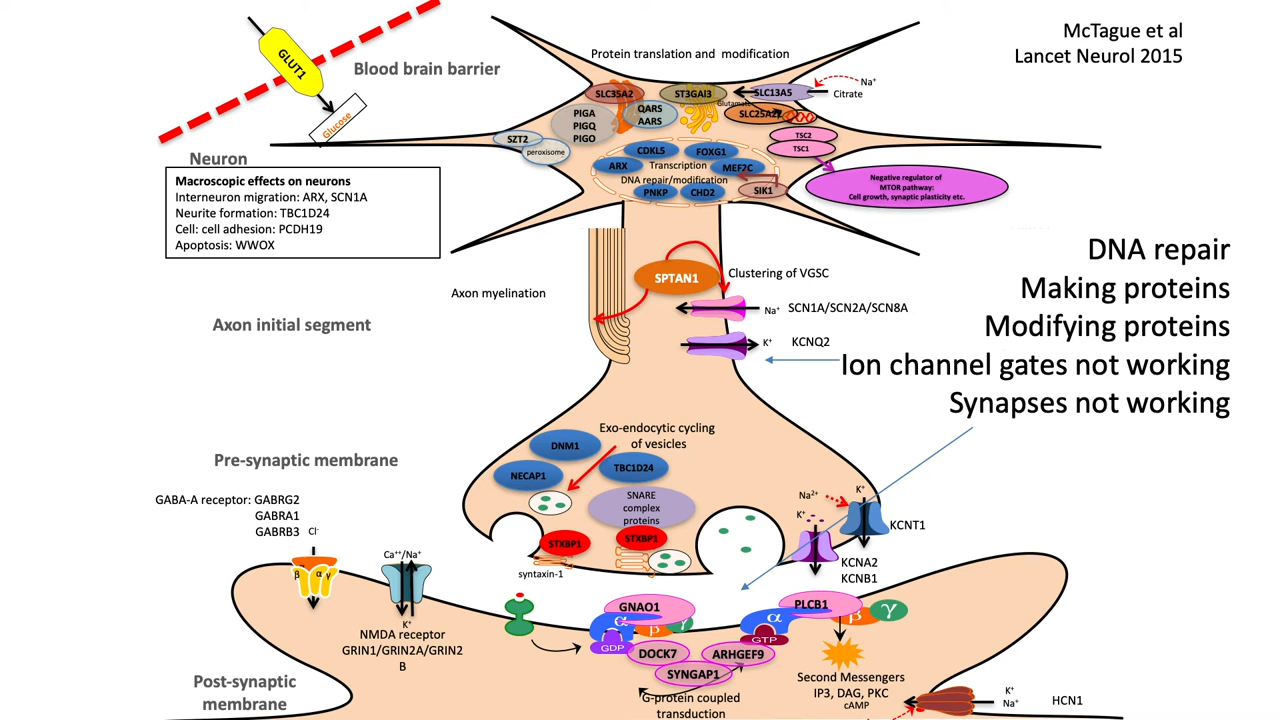 McTague et al
Lancet Neurol 2015
GLUT1
Glucose
Blood brain barrier
Protein translation and modification
SLC35A2
ST3GAl3
SLC13A5
Na⁺
Citrate
Glutamate
SLC25A22
PIGA
PIGQ
PIGO
QARS
AARS
SZT2
peroxisome
TSC2
TSC1
CDKL5
FOXG1
ARX
Transcription
MEF2C
DNA repair/modification
PNKP
CHD2
SIK1
Negative regulator of
MTOR pathway:
Cell growth, synaptic plasticity etc.
Neuron
Macroscopic effects on neurons
Interneuron migration: ARX, SCN1A
Neurite formation: TBC1D24
Cell: cell adhesion: PCDH19
Apoptosis: WWOX
DNA repair
Making proteins
Modifying proteins
Ion channel gates not working
Synapses not working
SPTAN1
Clustering of VGSC
Axon myelination
Na⁺
SCN1A/SCN2A/SCN8A
Axon initial segment
K⁺
KCNQ2
Exo-endocytic cycling
of vesicles
DNM1
NECAP1
TBC1D24
Pre-synaptic membrane
SNARE
complex
proteins
STXBP1
STXBP1
syntaxin-1
Na²⁺
K⁺
K⁺
KCNT1
KCNA2
KCNB1
GABA-A receptor: GABRG2
GABRA1
GABRB3
Cl⁻
β
α
γ
Ca⁺⁺/Na⁺
K⁺
NMDA receptor
GRIN1/GRIN2A/GRIN2
B
GNAO1
α
β
γ
GDP
PLCB1
α
β
γ
GTP
DOCK7
ARHGEF9
SYNGAP1
G-protein coupled
transduction
Second Messengers
IP3, DAG, PKC
cAMP
K⁺
Na⁺
HCN1
Post-synaptic
membrane